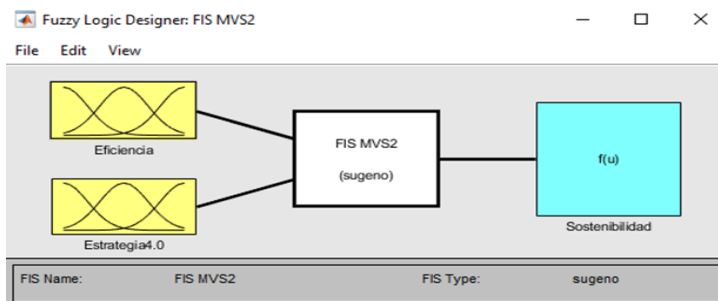 Fuzzy Logic Designer: FIS MVS2
File Edit View
Eficiencia
Estrategia4.0
FIS MVS2
(sugeno)
f(u)
Sostenibilidad
FIS Name: FIS MVS2 FIS Type: sugeno